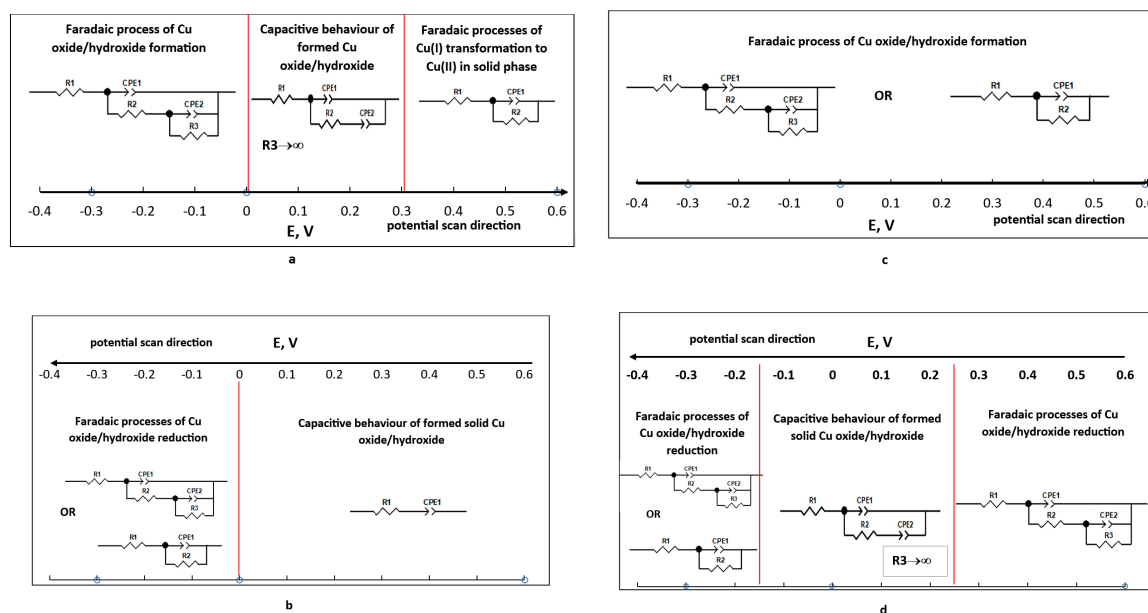 Faradaic process of Cu
oxide/hydroxide formation
Capacitive behaviour of
formed Cu
oxide/hydroxide
Faradaic processes of
Cu(I) transformation to
Cu(II) in solid phase
R1
CPE1
R2
CPE2
R3
R1
CPE1
R2
CPE2
R3→∞
R1
CPE1
R2
-0.4 -0.3 -0.2 -0.1 0 0.1 0.2 0.3 0.4 0.5 0.6
E, V
potential scan direction
a
Faradaic process of Cu oxide/hydroxide formation
R1
CPE1
R2
CPE2
R3
OR
R1
CPE1
R2
-0.4 -0.3 -0.2 -0.1 0 0.1 0.2 0.3 0.4 0.5
E, V
potential scan direction
c
potential scan direction
E, V
-0.4 -0.3 -0.2 -0.1 0 0.1 0.2 0.3 0.4 0.5 0.6
Faradaic processes of Cu
oxide/hydroxide reduction
Capacitive behaviour of formed solid Cu
oxide/hydroxide
R1
CPE1
R2
CPE2
R3
OR
R1
CPE1
R2
R1
CPE1
b
potential scan direction
E, V
-0.4 -0.3 -0.2 -0.1 0 0.1 0.2 0.3 0.4 0.5 0.6
Faradaic processes of
Cu oxide/hydroxide
reduction
Capacitive behaviour of formed
solid Cu oxide/hydroxide
Faradaic processes of Cu
oxide/hydroxide reduction
R1
CPE1
R2
CPE2
R3
OR
R1
CPE1
R2
R1
CPE1
R2
CPE2
R3→∞
R1
CPE1
R2
CPE2
R3
d